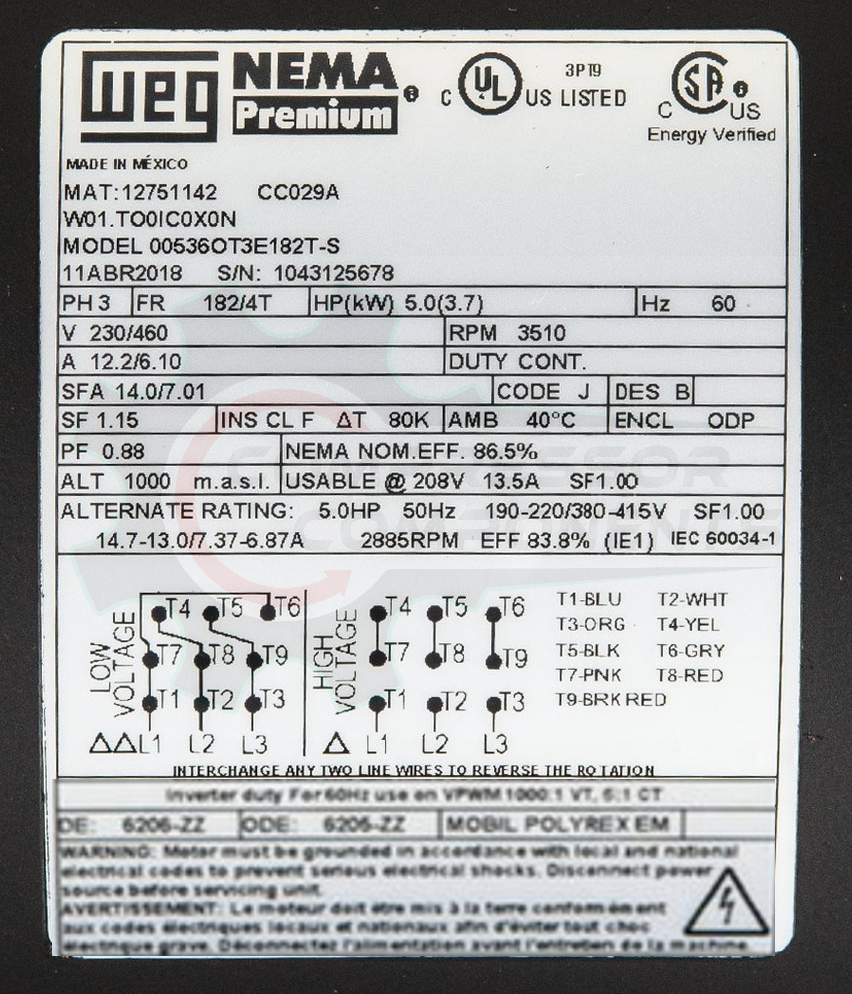 WEG NEMA Premium C UL US LISTED 3PT9 C SA US
Energy Verified
MADE IN MÉXICO
MAT:12751142 CC029A
W01.TO0IC0X0N
MODEL 00536OT3E182T-S
11ABR2018 S/N: 1043125678
PH 3 FR 182/4T HP(kW) 5.0(3.7) Hz 60
V 230/460 RPM 3510
A 12.2/6.10 DUTY CONT.
SFA 14.0/7.01 CODE J DES B
SF 1.15 INS CL F ΔT 80K AMB 40°C ENCL ODP
PF 0.88 NEMA NOM.EFF. 86.5%
ALT 1000 m.a.s.l. USABLE @ 208V 13.5A SF1.00
ALTERNATE RATING: 5.0HP 50Hz 190-220/380-415V SF1.00
14.7-13.0/7.37-6.87A 2885RPM EFF 83.8% (IE1) IEC 60034-1
COMPRESSOR
COMPONENTS
LOW VOLTAGE
T4 T5 T6
T7 T8 T9
T1 T2 T3
ΔΔ L1 L2 L3
HIGH VOLTAGE
T4 T5 T6
T7 T8 T9
T1 T2 T3
Δ L1 L2 L3
T1-BLU T2-WHT
T3-ORG T4-YEL
T5-BLK T6-GRY
T7-PNK T8-RED
T9-BRK RED
INTERCHANGE ANY TWO LINE WIRES TO REVERSE THE ROTATION
Inverter duty For 60Hz use on VPWM 1000:1 VT, 6:1 CT
DE: 6206-ZZ ODE: 6205-ZZ MOBIL POLYREX EM
WARNING: Motor must be grounded in accordance with local and national
electrical codes to prevent serious electrical shocks. Disconnect power
source before servicing unit.
AVERTISSEMENT: Le moteur doit être mis à la terre conformément
aux codes électriques locaux et nationaux afin d'éviter tout choc
électrique grave. Déconnectez l'alimentation avant l'entretien de la machine.